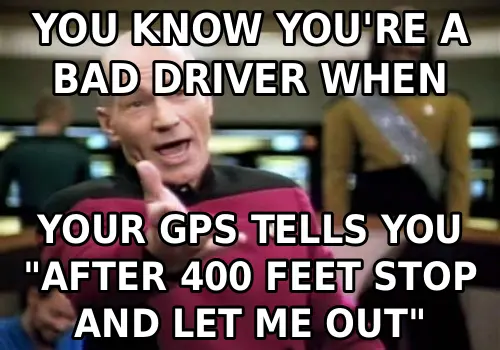 YOU KNOW YOU'RE A
BAD DRIVER WHEN
YOUR GPS TELLS YOU
"AFTER 400 FEET STOP
AND LET ME OUT"